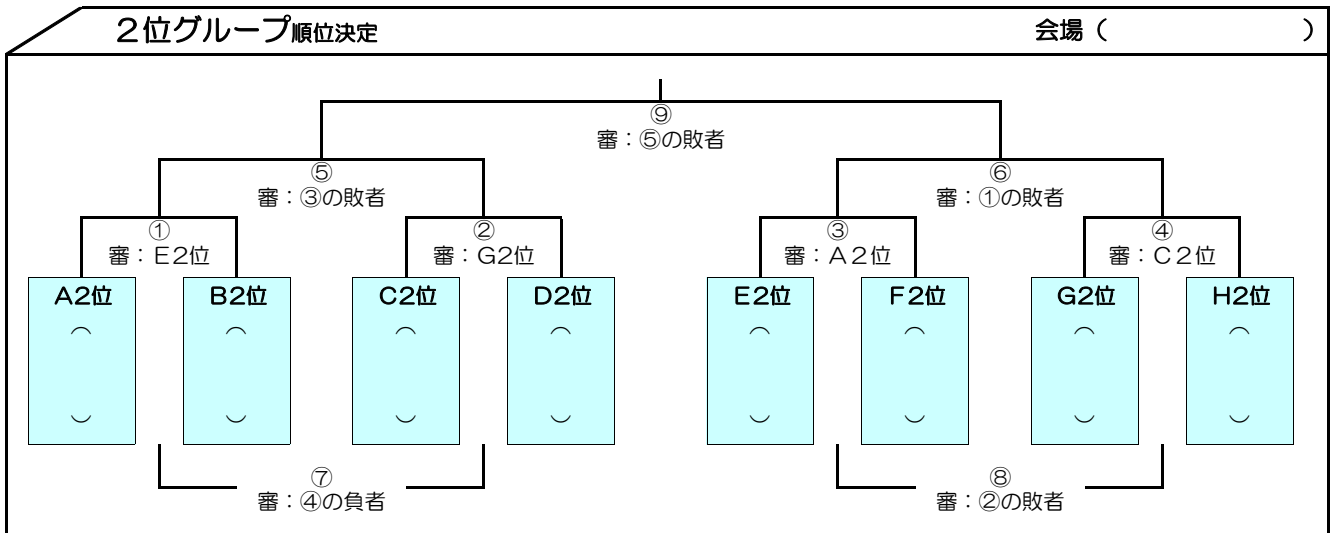 ２位グループ順位決定 会場（ ）
⑨
審：⑤の敗者
⑤ ⑥
審：③の敗者 審：①の敗者
① ② ③ ④
審：E2位 審：G2位 審：A２位 審：C２位
A2位 B2位 C2位 D2位 E2位 F2位 G2位 H2位
（ ） （ ） （ ） （ ） （ ） （ ） （ ） （ ）
⑦ ⑧
審：④の負者 審：②の敗者